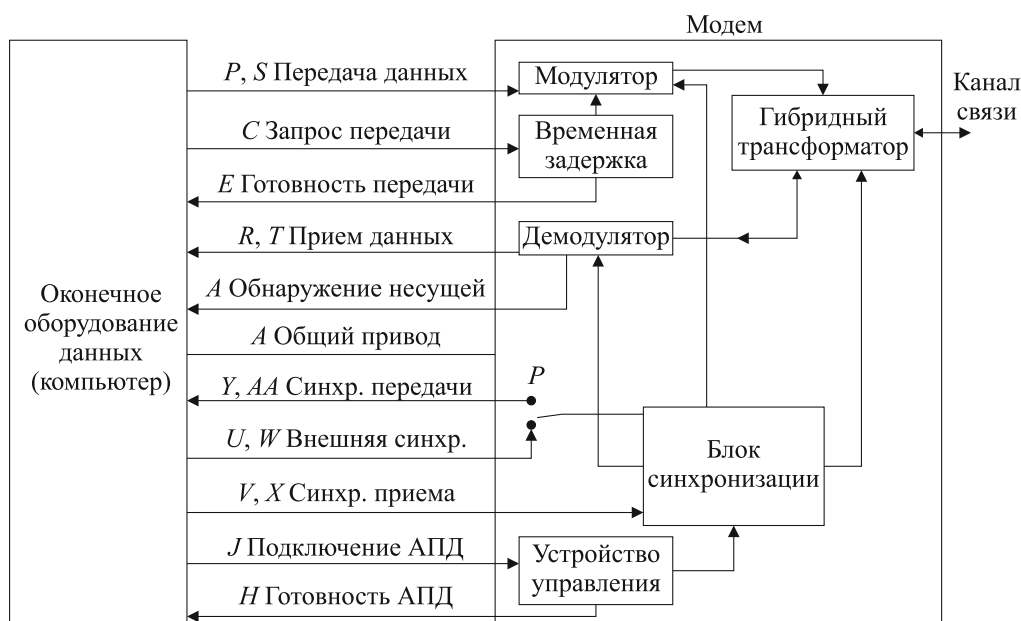 Модем
P, S Передача данных
Модулятор
Канал
связи
C Запрос передачи
Временная
задержка
Гибридный
трансформатор
E Готовность передачи
R, T Прием данных
Демодулятор
A Обнаружение несущей
Оконечное
оборудование
данных
(компьютер)
A Общий привод
Y, AA Синхр. передачи
P
U, W Внешняя синхр.
Блок
синхронизации
V, X Синхр. приема
J Подключение АПД
Устройство
управления
H Готовность АПД